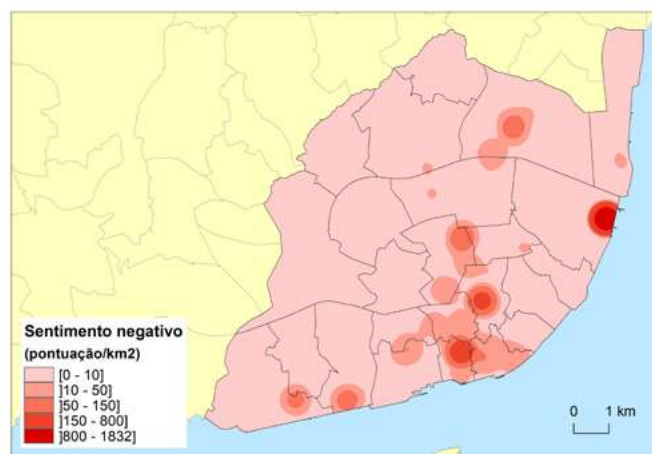 Sentimento negativo
(pontuação/km2)
[0 - 10]
]10 - 50]
]50 - 150]
]150 - 800]
]800 - 1832]
0 1 km